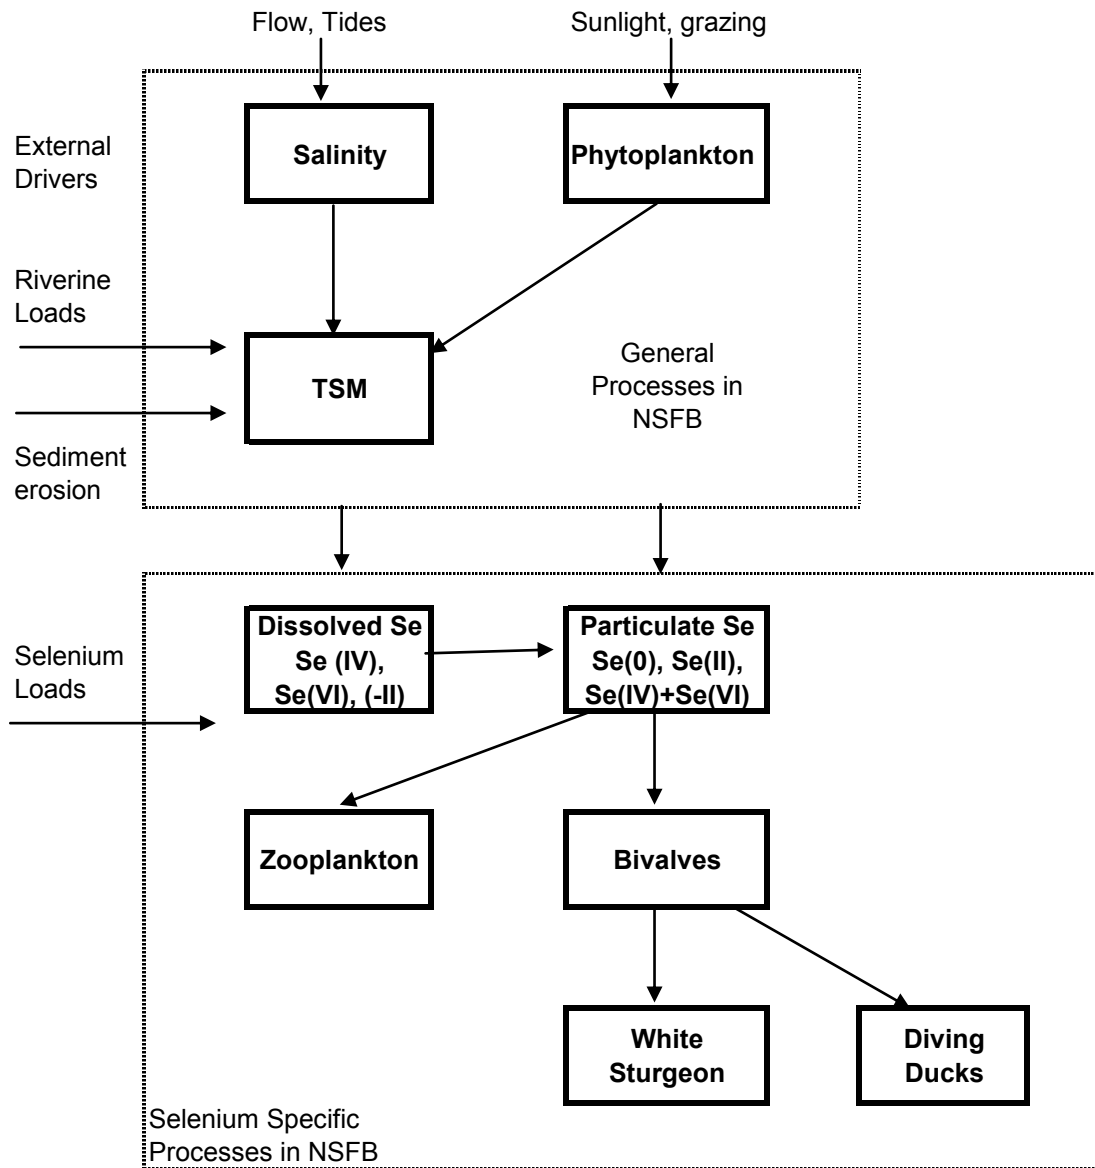 Flow, Tides
Sunlight, grazing
External
Drivers
Salinity
Phytoplankton
Riverine
Loads
TSM
General
Processes in
NSFB
Sediment
erosion
Selenium
Loads
Dissolved Se
Se (IV),
Se(VI), (-II)
Particulate Se
Se(0), Se(II),
Se(IV)+Se(VI)
Zooplankton
Bivalves
White
Sturgeon
Diving
Ducks
Selenium Specific
Processes in NSFB